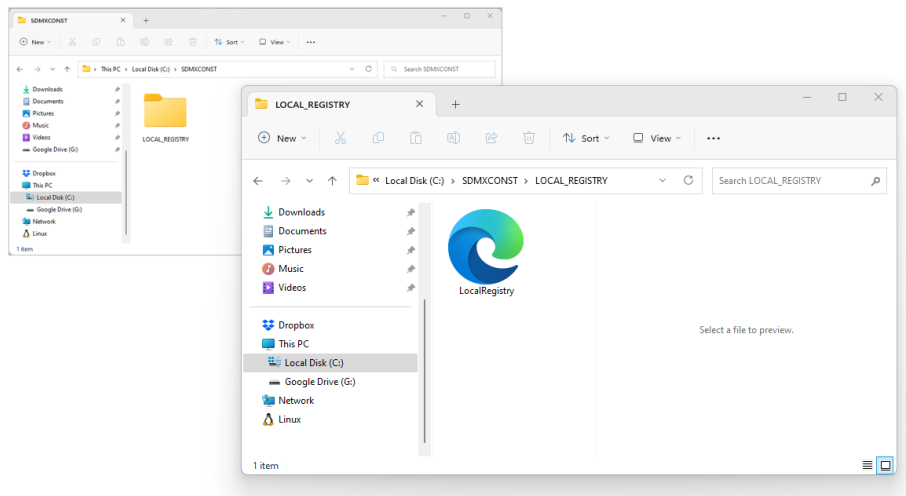 SDMXCONST
New
Sort
View
This PC > Local Disk (C:) > SDMXCONST
Search SDMXCONST
Downloads
Documents
Pictures
Music
Videos
Google Drive (G:)
Dropbox
This PC
Local Disk (C:)
Google Drive (G:)
Network
Linux
LOCAL_REGISTRY
1 item
LOCAL_REGISTRY
New
Sort
View
« Local Disk (C:) > SDMXCONST > LOCAL_REGISTRY
Search LOCAL_REGISTRY
Downloads
Documents
Pictures
Music
Videos
Dropbox
This PC
Local Disk (C:)
Google Drive (G:)
Network
Linux
LocalRegistry
Select a file to preview.
1 item